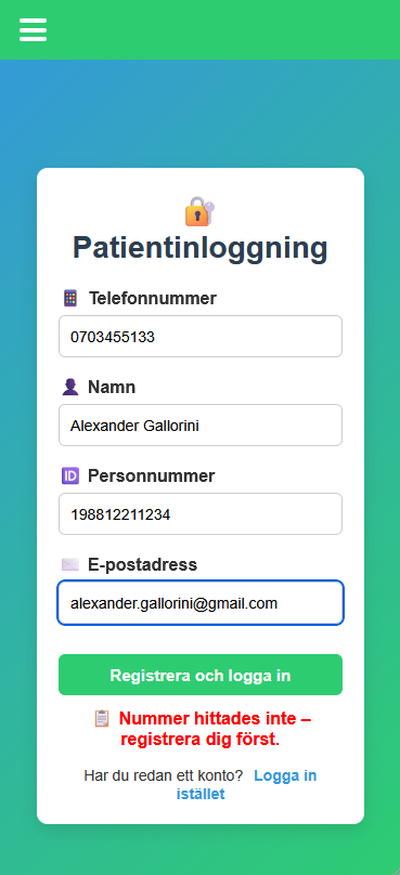 Patientinloggning
Telefonnummer
0703455133
Namn
Alexander Gallorini
ID Personnummer
198812211234
E-postadress
alexander.gallorini@gmail.com
Registrera och logga in
Nummer hittades inte –
registrera dig först.
Har du redan ett konto? Logga in
istället